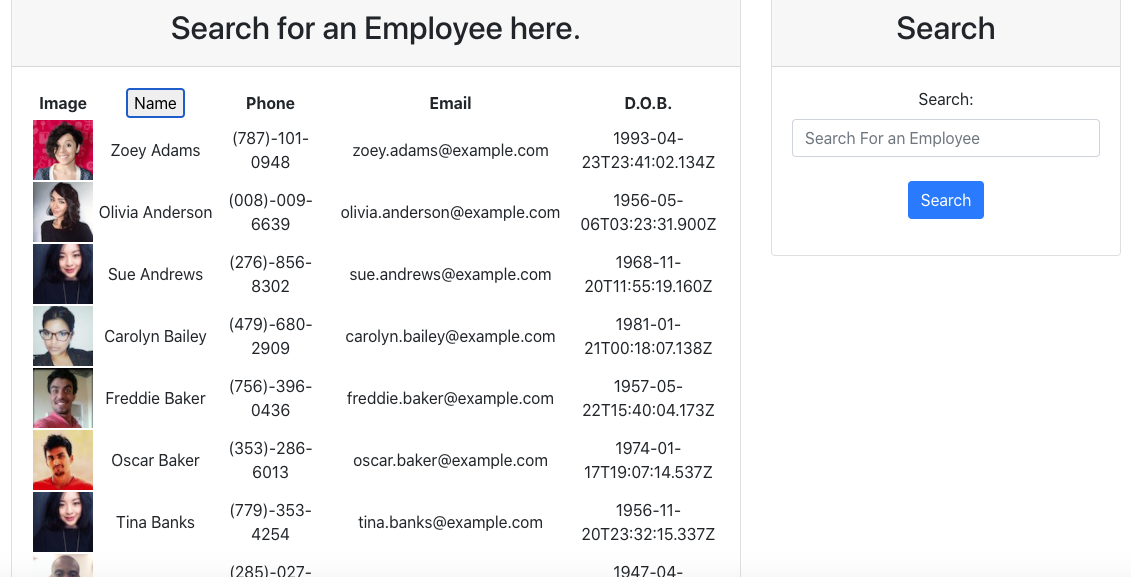 Search for an Employee here.
Search
Image Name Phone Email D.O.B.
Search:
Search For an Employee
Search
Zoey Adams (787)-101-
0948 zoey.adams@example.com 1993-04-
23T23:41:02.134Z
Olivia Anderson (008)-009-
6639 olivia.anderson@example.com 1956-05-
06T03:23:31.900Z
Sue Andrews (276)-856-
8302 sue.andrews@example.com 1968-11-
20T11:55:19.160Z
Carolyn Bailey (479)-680-
2909 carolyn.bailey@example.com 1981-01-
21T00:18:07.138Z
Freddie Baker (756)-396-
0436 freddie.baker@example.com 1957-05-
22T15:40:04.173Z
Oscar Baker (353)-286-
6013 oscar.baker@example.com 1974-01-
17T19:07:14.537Z
Tina Banks (779)-353-
4254 tina.banks@example.com 1956-11-
20T23:32:15.337Z
(285)-027- 1947-04-